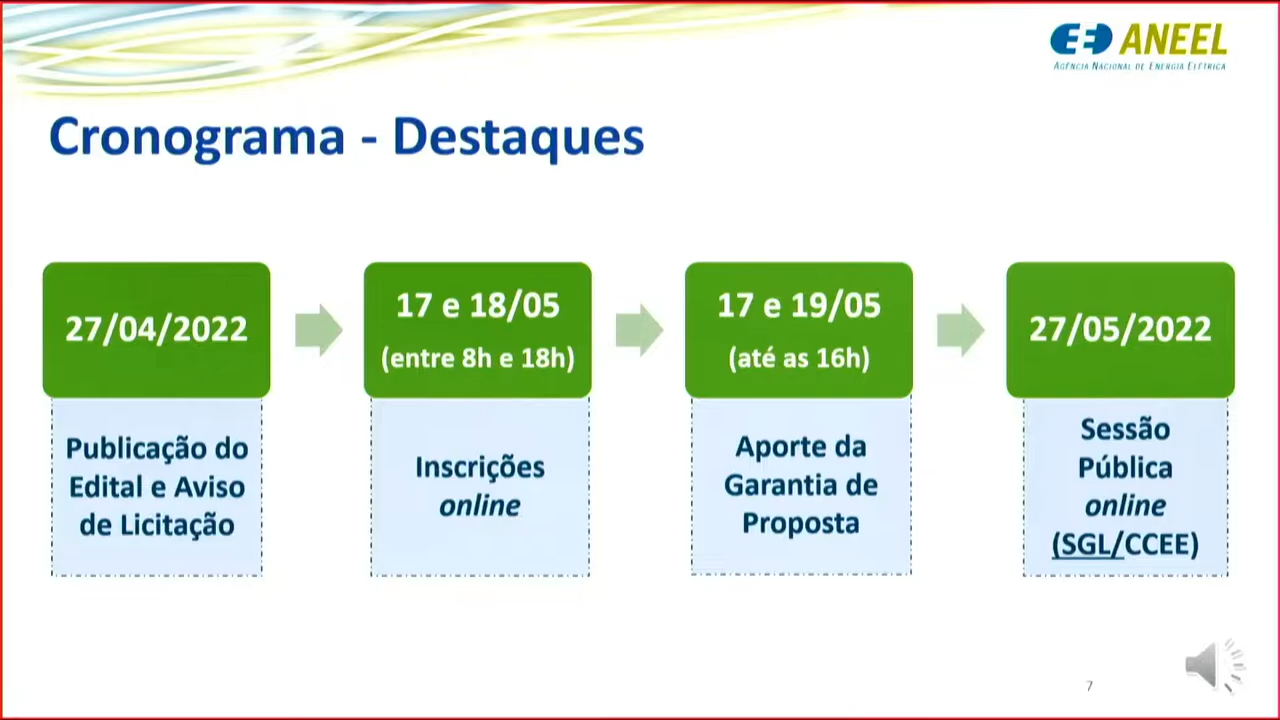 ANEEL
AGÊNCIA NACIONAL DE ENERGIA ELÉTRICA
Cronograma - Destaques
27/04/2022
Publicação do
Edital e Aviso
de Licitação
17 e 18/05
(entre 8h e 18h)
Inscrições
online
17 e 19/05
(até as 16h)
Aporte da
Garantia de
Proposta
27/05/2022
Sessão
Pública
online
(SGL/CCEE)
7